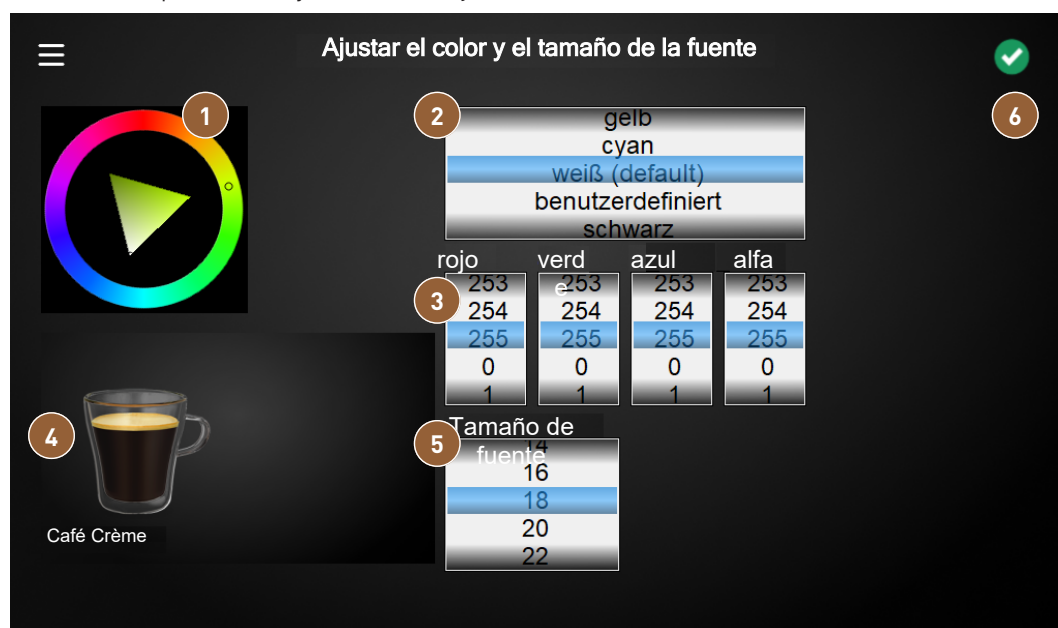 Ajustar el color y el tamaño de la fuente
1
2
6
gelb
cyan
weiß (default)
benutzerdefiniert
schwarz
rojo verd azul alfa
e
3
253 253 253 253
254 254 254 254
255 255 255 255
0 0 0 0
1 1 1 1
4
Café Crème
5
Tamaño de
fuente
14
16
18
20
22